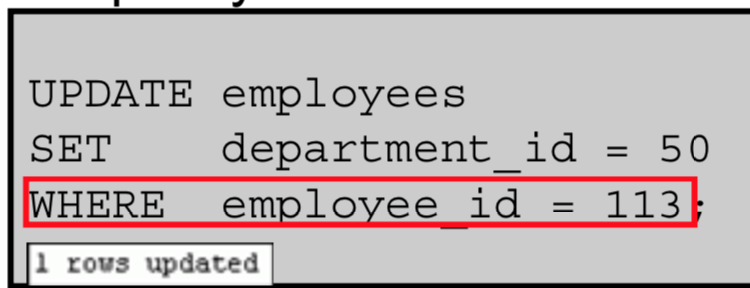 UPDATE employees
SET department_id = 50
WHERE employee_id = 113;
1 rows updated